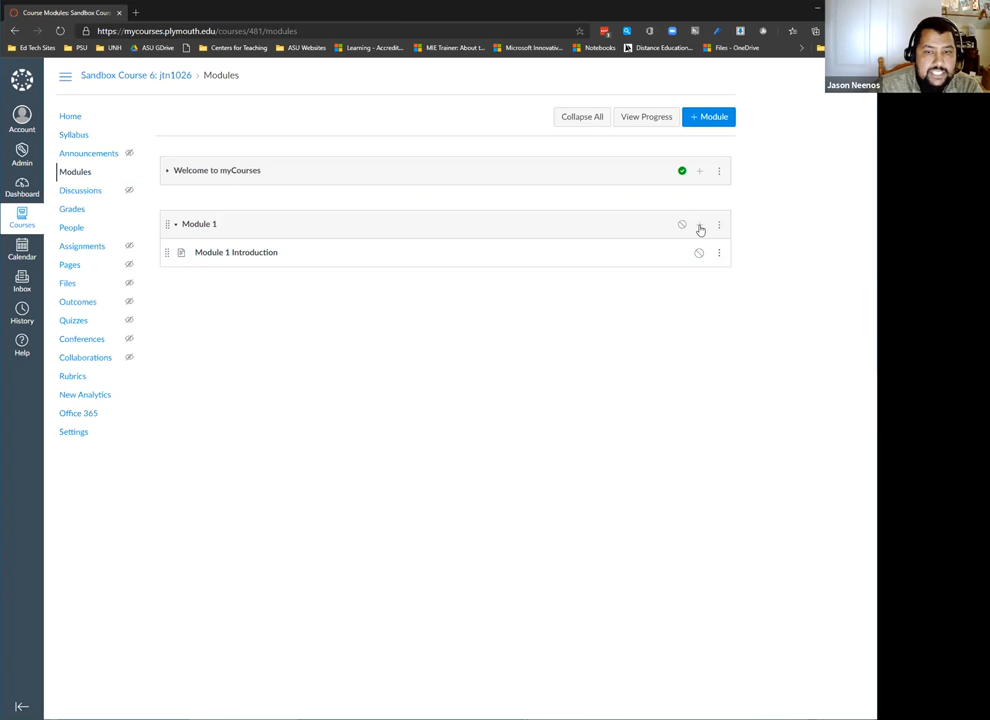 Course Modules: Sandbox Cours
https://mycourses.plymouth.edu/courses/481/modules
Ed Tech Sites
PSU
UNH
ASU GDrive
Centers for Teaching
ASU Websites
Learning - Accredit...
MIE Trainer: About t...
Microsoft Innovativ...
Notebooks
Distance Education...
Files - OneDrive
Jason Neenos
Sandbox Course 6: jtn1026 › Modules
Account
Admin
Dashboard
Courses
Calendar
Inbox
History
Help
Home
Syllabus
Announcements
Modules
Discussions
Grades
People
Assignments
Pages
Files
Outcomes
Quizzes
Conferences
Collaborations
Rubrics
New Analytics
Office 365
Settings
Collapse All
View Progress
+ Module
Welcome to myCourses
Module 1
Module 1 Introduction